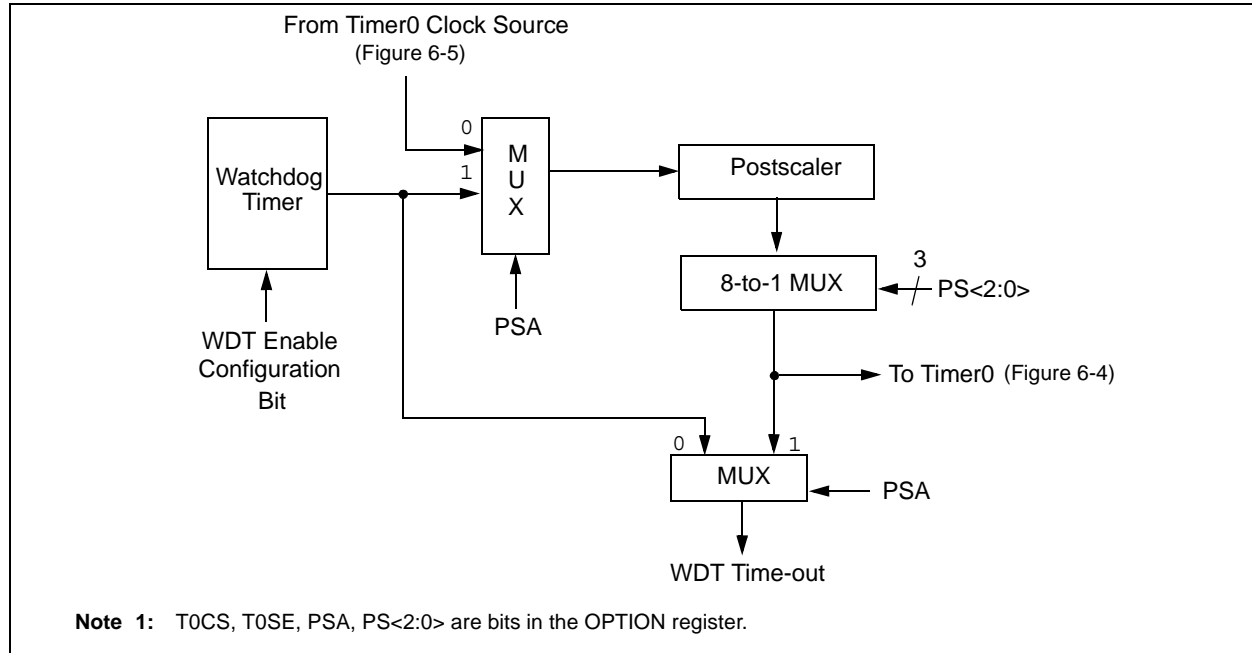 From Timer0 Clock Source
(Figure 6-5)
0
1
M
U
X
Watchdog
Timer
Postscaler
8-to-1 MUX
3
PS<2:0>
PSA
WDT Enable
Configuration
Bit
To Timer0 (Figure 6-4)
0
1
MUX
PSA
WDT Time-out
Note 1: T0CS, T0SE, PSA, PS<2:0> are bits in the OPTION register.